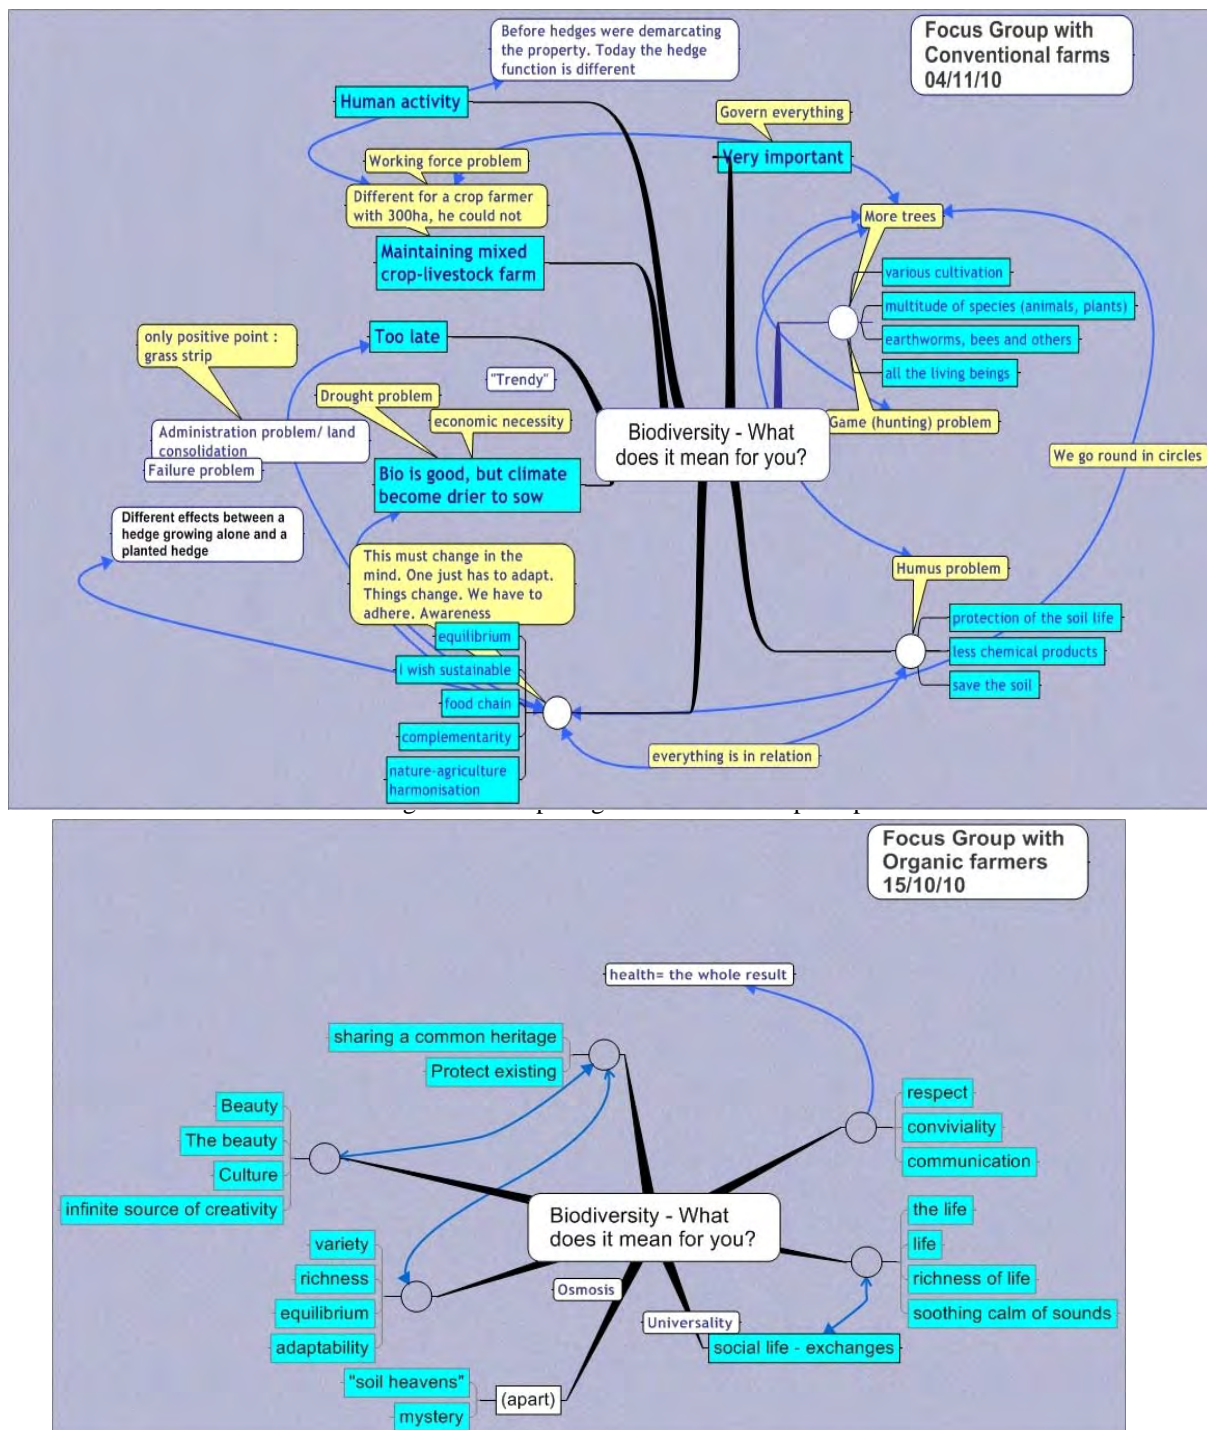 Before hedges were demarcating
the property. Today the hedge
function is different
Focus Group with
Conventional farms
04/11/10
Human activity
Govern everything
Very important
Working force problem
Different for a crop farmer
with 300ha, he could not
Maintaining mixed
crop-livestock farm
More trees
various cultivation
multitude of species (animals, plants)
earthworms, bees and others
all the living beings
Game (hunting) problem
only positive point :
grass strip
Too late
"Trendy"
Drought problem
economic necessity
Administration problem/ land
consolidation
Failure problem
Bio is good, but climate
become drier to sow
Biodiversity - What
does it mean for you?
We go round in circles
Different effects between a
hedge growing alone and a
planted hedge
This must change in the
mind. One just has to adapt.
Things change. We have to
adhere. Awareness
equilibrium
I wish sustainable
food chain
complementarity
nature-agriculture
harmonisation
Humus problem
protection of the soil life
less chemical products
save the soil
everything is in relation
Focus Group with
Organic farmers
15/10/10
health= the whole result
sharing a common heritage
Protect existing
Beauty
The beauty
Culture
infinite source of creativity
respect
conviviality
communication
Biodiversity - What
does it mean for you?
the life
life
richness of life
soothing calm of sounds
variety
richness
equilibrium
adaptability
Osmosis
Universality
social life - exchanges
"soil heavens"
mystery
(apart)